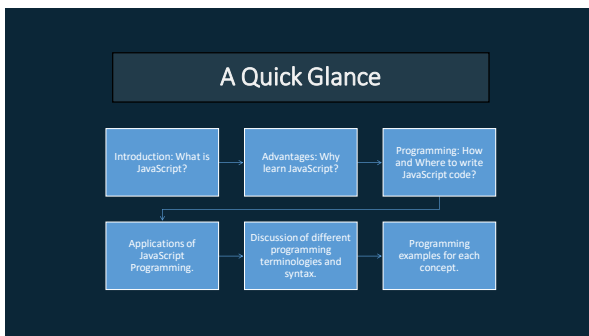 A Quick Glance
Introduction: What is
JavaScript?
Advantages: Why
learn JavaScript?
Programming: How
and Where to write
JavaScript code?
Applications of
JavaScript
Programming.
Discussion of different
programming
terminologies and
syntax.
Programming
examples for each
concept.